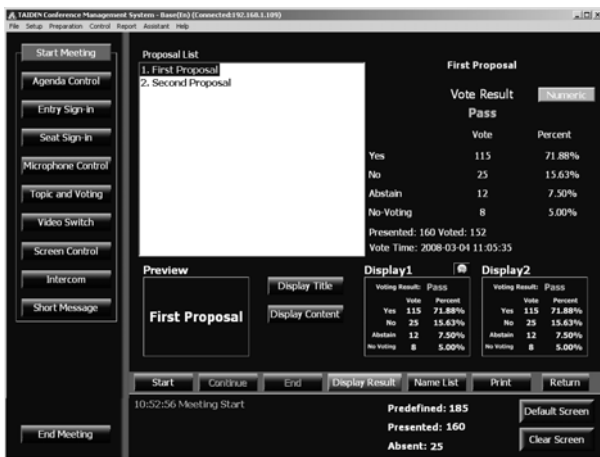 TAIDEN Conference Management System - Base(En) (Connected:192.168.1.109)
File Setup Preparation Control Report Assistant Help
Start Meeting
Agenda Control
Entry Sign-in
Seat Sign-in
Microphone Control
Topic and Voting
Video Switch
Screen Control
Intercom
Short Message
End Meeting
Proposal List
1. First Proposal
2. Second Proposal
First Proposal
Vote Result Numeric
Pass
Vote Percent
Yes 115 71.88%
No 25 15.63%
Abstain 12 7.50%
No-Voting 8 5.00%
Presented: 160 Voted: 152
Vote Time: 2008-03-04 11:05:35
Preview
First Proposal
Display Title
Display Content
Display1
Voting Result: Pass
Vote Percent
Yes 115 71.88%
No 25 15.63%
Abstain 12 7.50%
No Voting 8 5.00%
Display2
Voting Result: Pass
Vote Percent
Yes 115 71.88%
No 25 15.63%
Abstain 12 7.50%
No Voting 8 5.00%
Start Continue End Display Result Name List Print Return
10:52:56 Meeting Start
Predefined: 185
Presented: 160
Absent: 25
Default Screen
Clear Screen